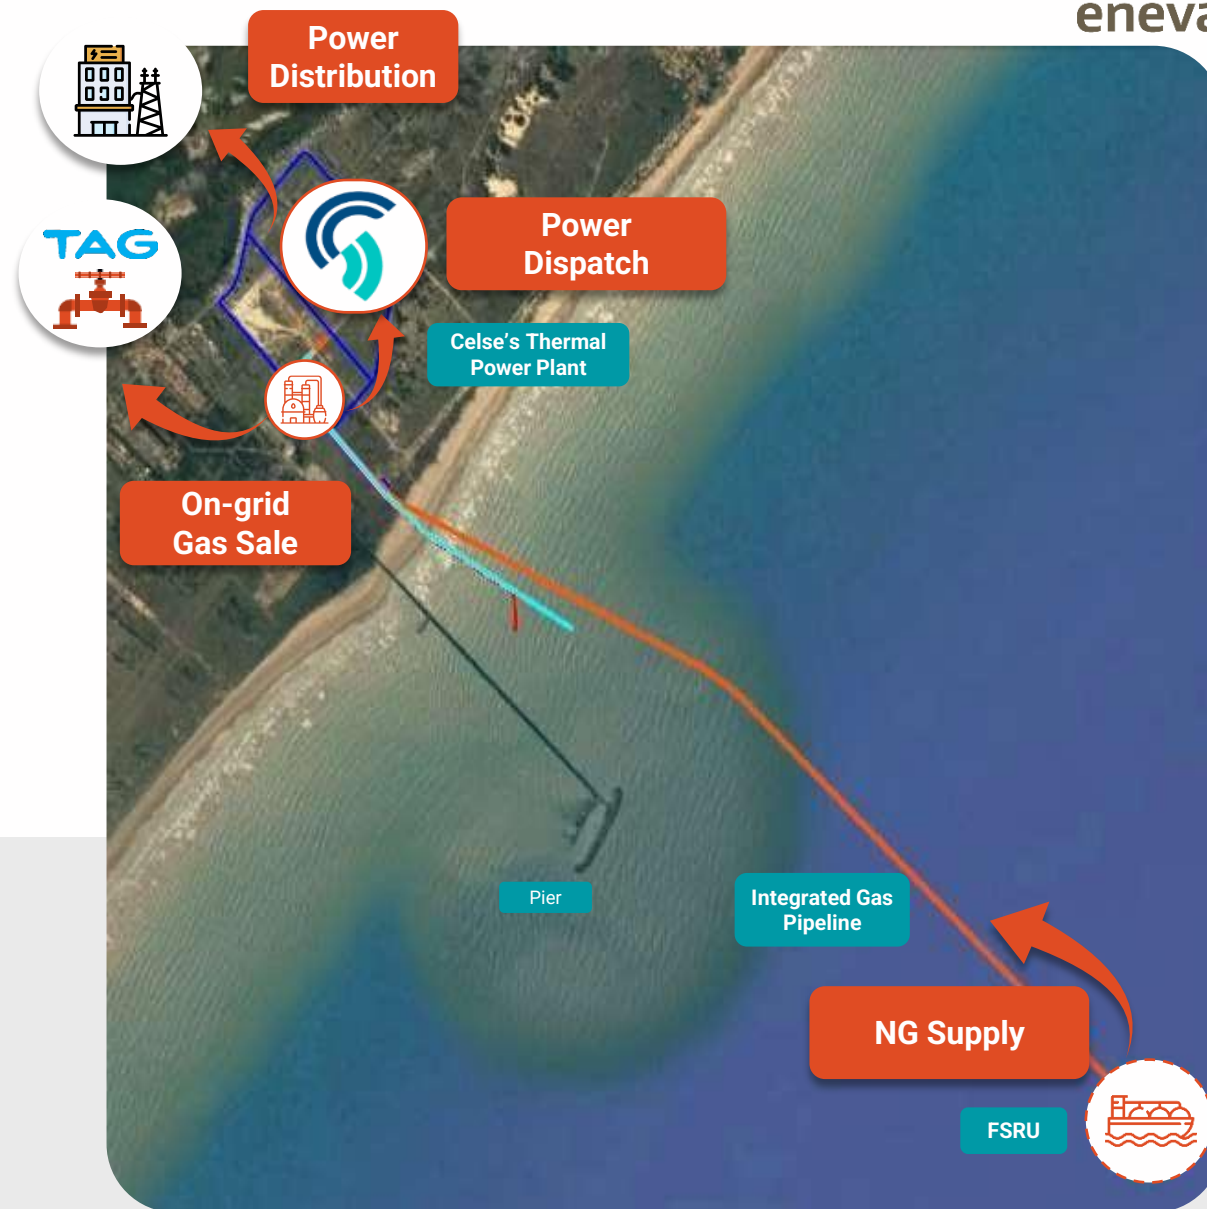 eneva
Power
Distribution
TAG
Power
Dispatch
Celse's Thermal
Power Plant
On-grid
Gas Sale
Pier
Integrated Gas
Pipeline
NG Supply
FSRU